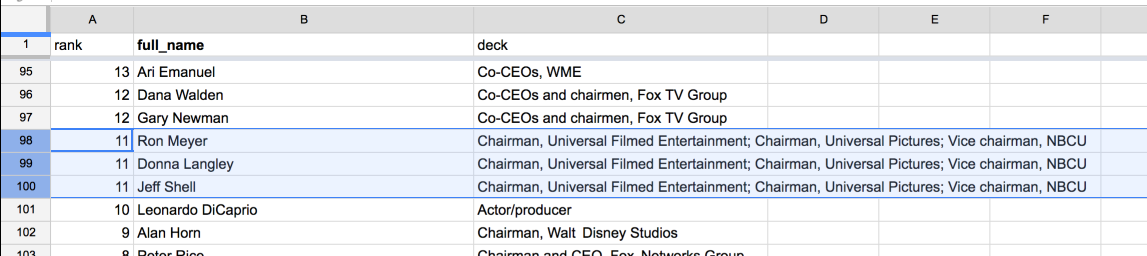 A B C D E F
1 rank full_name deck
95 13 Ari Emanuel Co-CEOs, WME
96 12 Dana Walden Co-CEOs and chairmen, Fox TV Group
97 12 Gary Newman Co-CEOs and chairmen, Fox TV Group
98 11 Ron Meyer Chairman, Universal Filmed Entertainment; Chairman, Universal Pictures; Vice chairman, NBCU
99 11 Donna Langley Chairman, Universal Filmed Entertainment; Chairman, Universal Pictures; Vice chairman, NBCU
100 11 Jeff Shell Chairman, Universal Filmed Entertainment; Chairman, Universal Pictures; Vice chairman, NBCU
101 10 Leonardo DiCaprio Actor/producer
102 9 Alan Horn Chairman, Walt Disney Studios
103 8 Peter Rice Chairman and CEO, Fox Networks Group